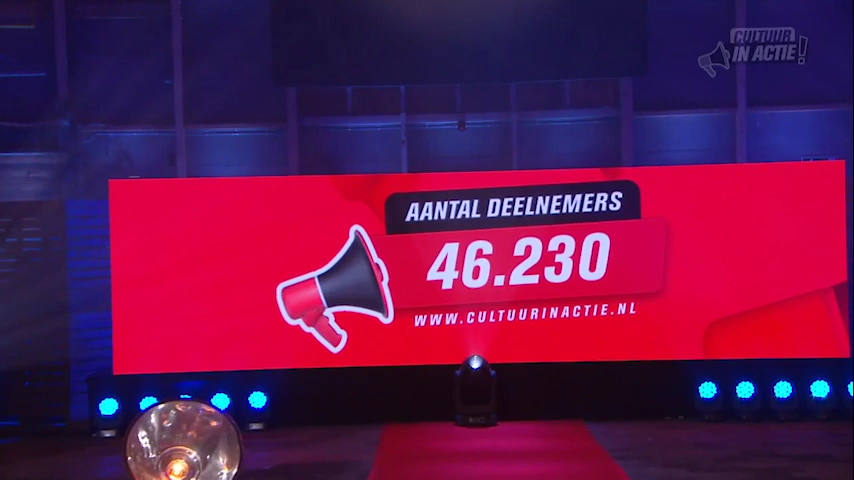 CULTUUR
IN ACTIE!
AANTAL DEELNEMERS
46.230
WWW.CULTUURINACTIE.NL